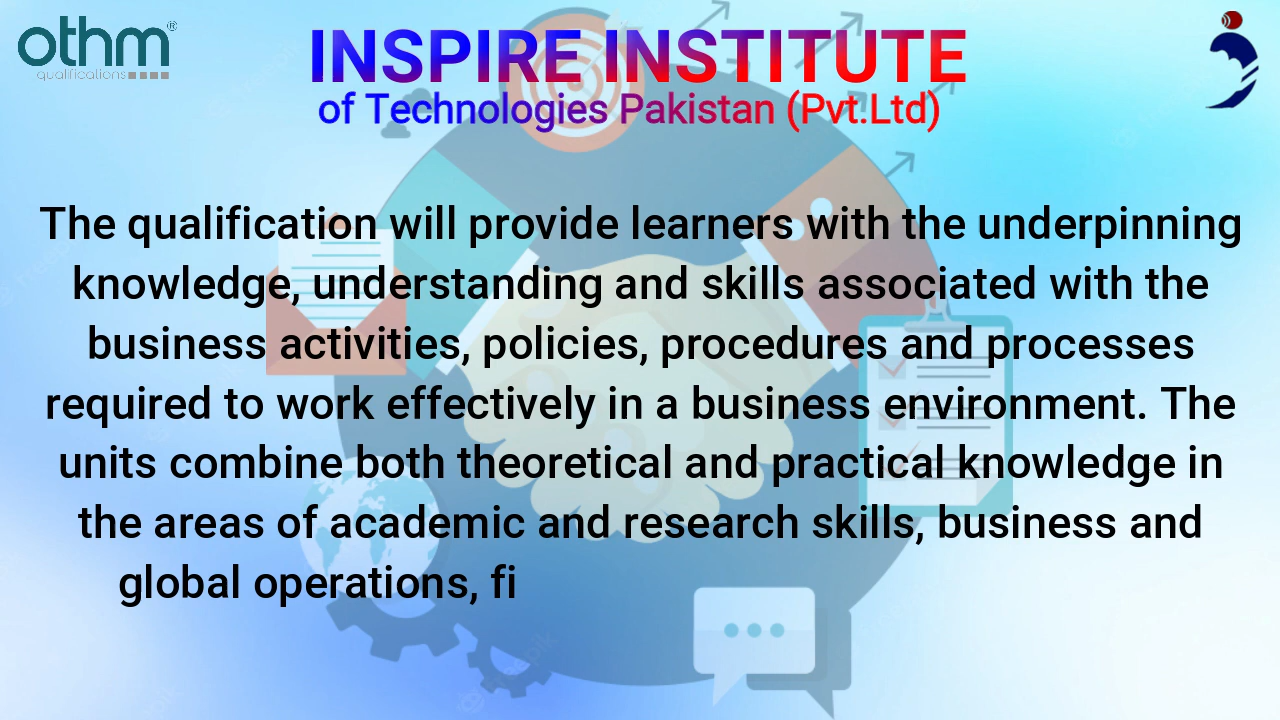 othm®
qualifications
INSPIRE INSTITUTE
of Technologies Pakistan (Pvt.Ltd)
The qualification will provide learners with the underpinning
knowledge, understanding and skills associated with the
business activities, policies, procedures and processes
required to work effectively in a business environment. The
units combine both theoretical and practical knowledge in
the areas of academic and research skills, business and
global operations, fi